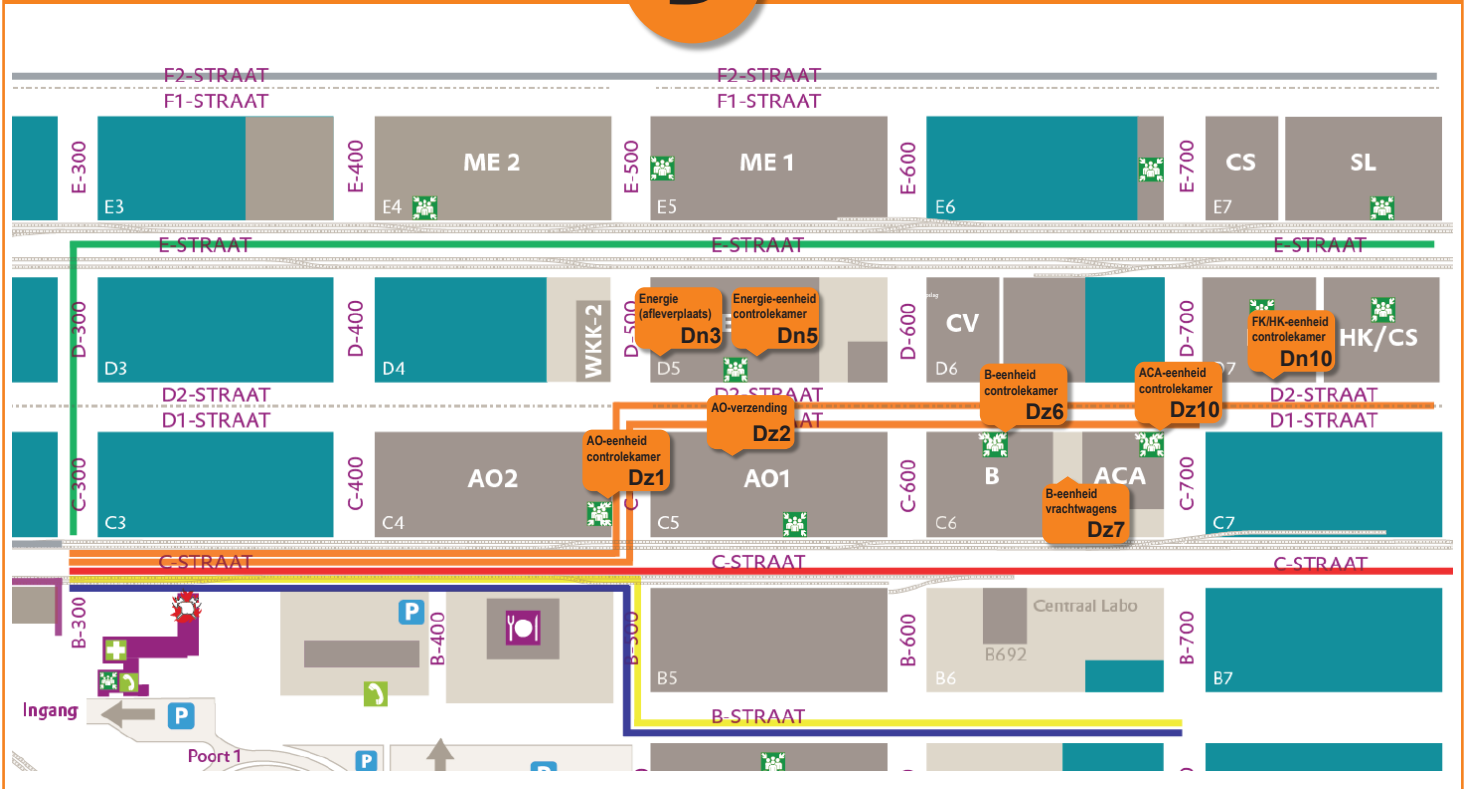 F2-STRAAT
F2-STRAAT
F1-STRAAT
F1-STRAAT
E-300
E-400
ME 2
E-500
ME 1
E-600
E-700
CS
SL
E3
E4
E5
E6
E7
E-STRAAT
E-STRAAT
E-STRAAT
D-300
D-400
WKK-2
D-500
Energie
(afleverplaats)
Dn3
Energie-eenheid
controlekamer
Dn5
D-600
CV
D-700
FK/HK-eenheid
controlekamer
Dn10
HK/CS
D3
D4
D5
D6
D7
D2-STRAAT
D2-STRAAT
D2-STRAAT
D1-STRAAT
AAT
D1-STRAAT
AO-verzending
Dz2
B-eenheid
controlekamer
Dz6
ACA-eenheid
controlekamer
Dz10
AO-eenheid
controlekamer
Dz1
C-300
C-400
AO2
AO1
C-600
B
ACA
C-700
B-eenheid
vrachtwagens
Dz7
C3
C4
C5
C6
C7
C-STRAAT
C-STRAAT
C-STRAAT
B-300
P
B-400
B-500
B-600
Centraal Labo
B692
B-700
B5
B6
B7
Ingang
P
B-STRAAT
Poort 1
P